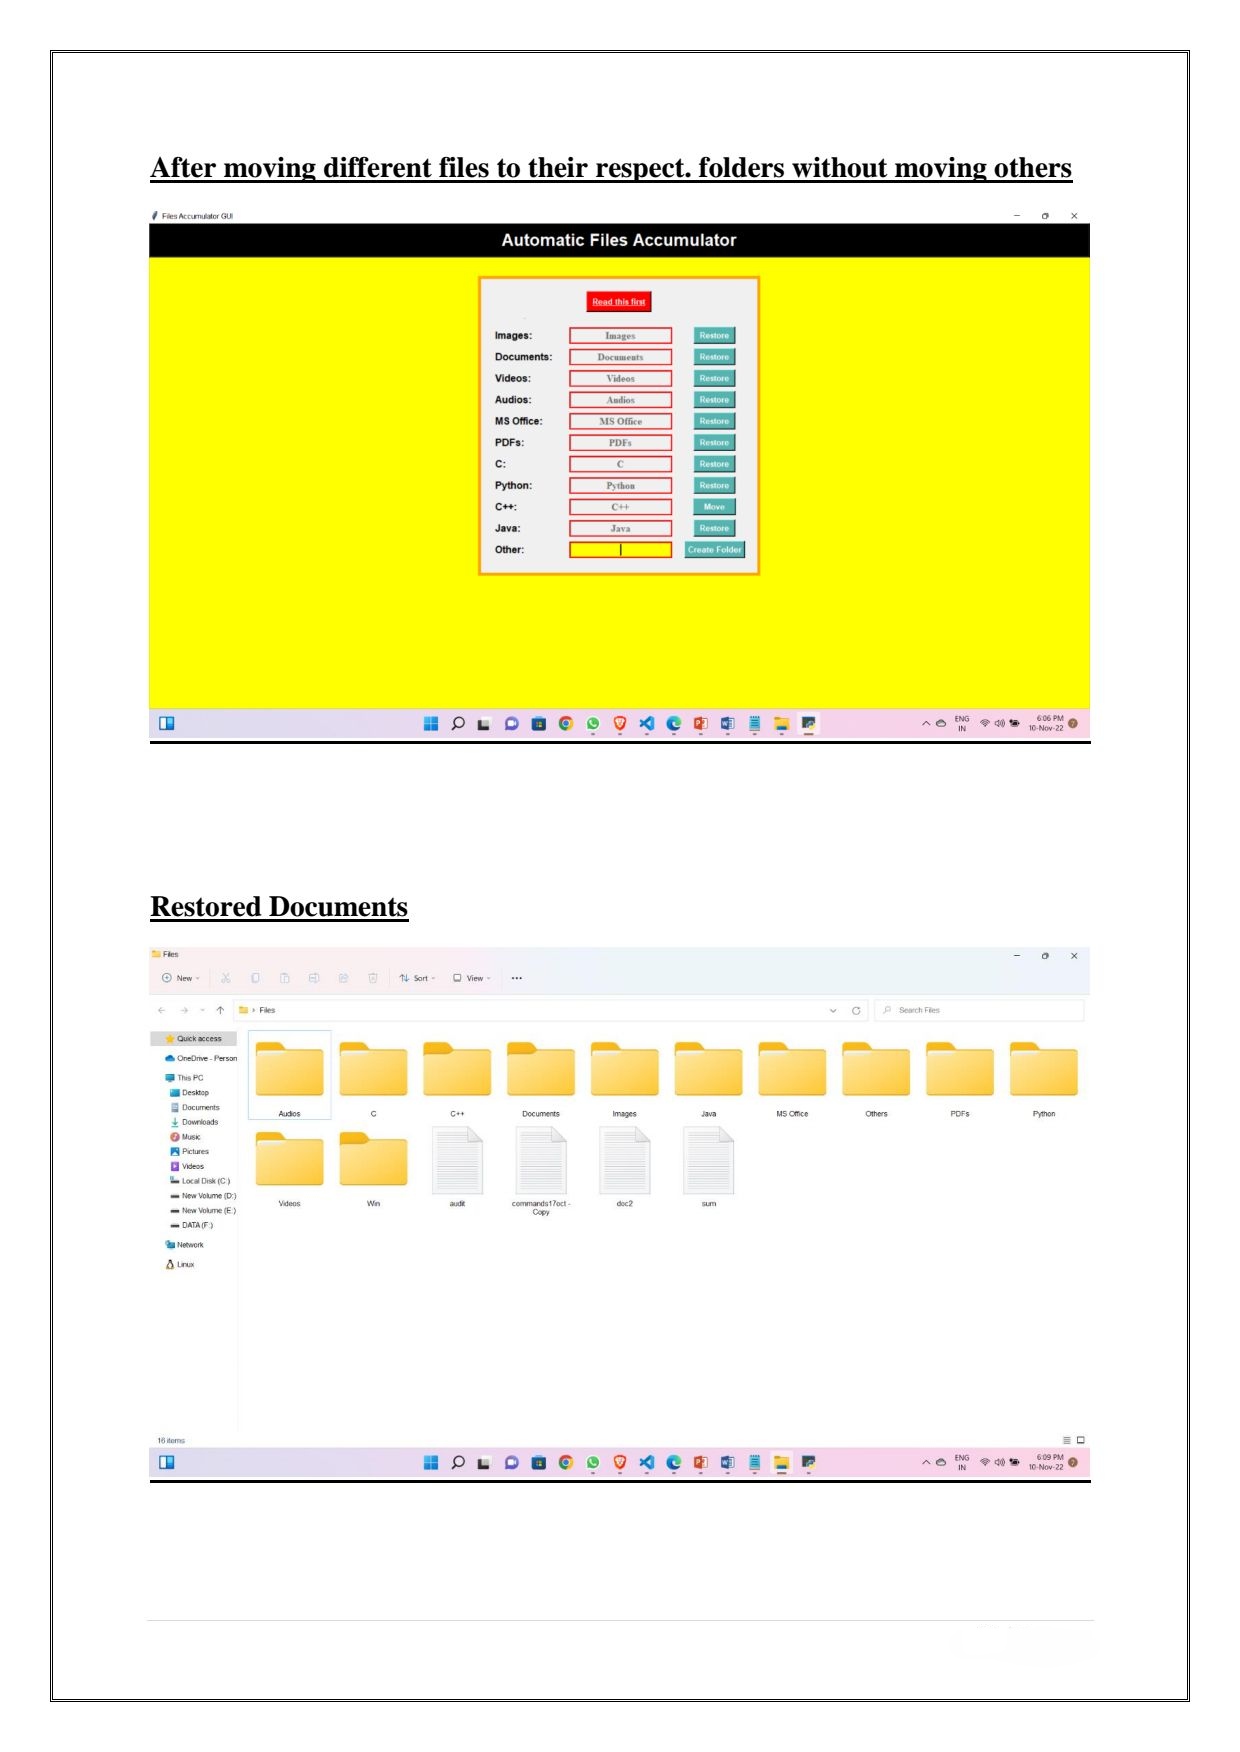 After moving different files to their respect. folders without moving others
Files Accumulator GUI
Automatic Files Accumulator
Read this first
Images: Images Restore
Documents: Documents Restore
Videos: Videos Restore
Audios: Audios Restore
MS Office: MS Office Restore
PDFs: PDFs Restore
C: C Restore
Python: Python Restore
C++: C++ Move
Java: Java Restore
Other: Create Folder
ENG 6:06 PM
IN 10-Nov-22
Restored Documents
Files
New Sort View
Files Search Files
Quick access
OneDrive - Person
This PC
Desktop
Documents
Downloads
Music
Pictures
Videos
Local Disk (C:)
New Volume (D:)
New Volume (E:)
DATA (F:)
Network
Linux
Audios C C++ Documents Images Java MS Office Others PDFs Python
Videos Win audit commands17oct - doc2 sum
Copy
16 items
ENG 6:09 PM
IN 10-Nov-22